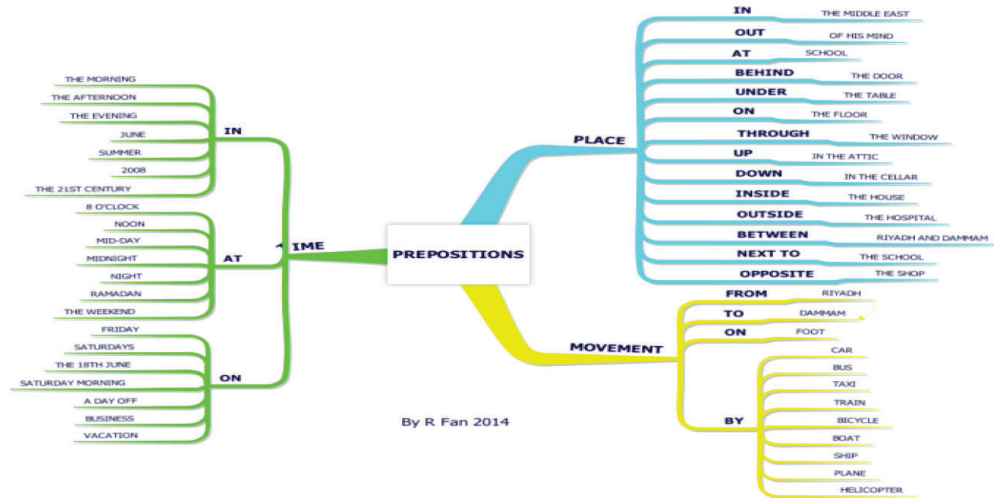 PREPOSITIONS
PLACE
IN THE MIDDLE EAST
OUT OF HIS MIND
AT SCHOOL
BEHIND THE DOOR
UNDER THE TABLE
ON THE FLOOR
THROUGH THE WINDOW
UP IN THE ATTIC
DOWN IN THE CELLAR
INSIDE THE HOUSE
OUTSIDE THE HOSPITAL
BETWEEN RIYADH AND DAMMAM
NEXT TO THE SCHOOL
OPPOSITE THE SHOP
MOVEMENT
FROM RIYADH
TO DAMMAM
ON FOOT
BY
CAR
BUS
TAXI
TRAIN
BICYCLE
BOAT
SHIP
PLANE
HELICOPTER
IME
IN
THE MORNING
THE AFTERNOON
THE EVENING
JUNE
SUMMER
2008
THE 21ST CENTURY
AT
8 O'CLOCK
NOON
MID-DAY
MIDNIGHT
NIGHT
RAMADAN
THE WEEKEND
ON
FRIDAY
SATURDAYS
THE 18TH JUNE
SATURDAY MORNING
A DAY OFF
BUSINESS
VACATION
By R Fan 2014